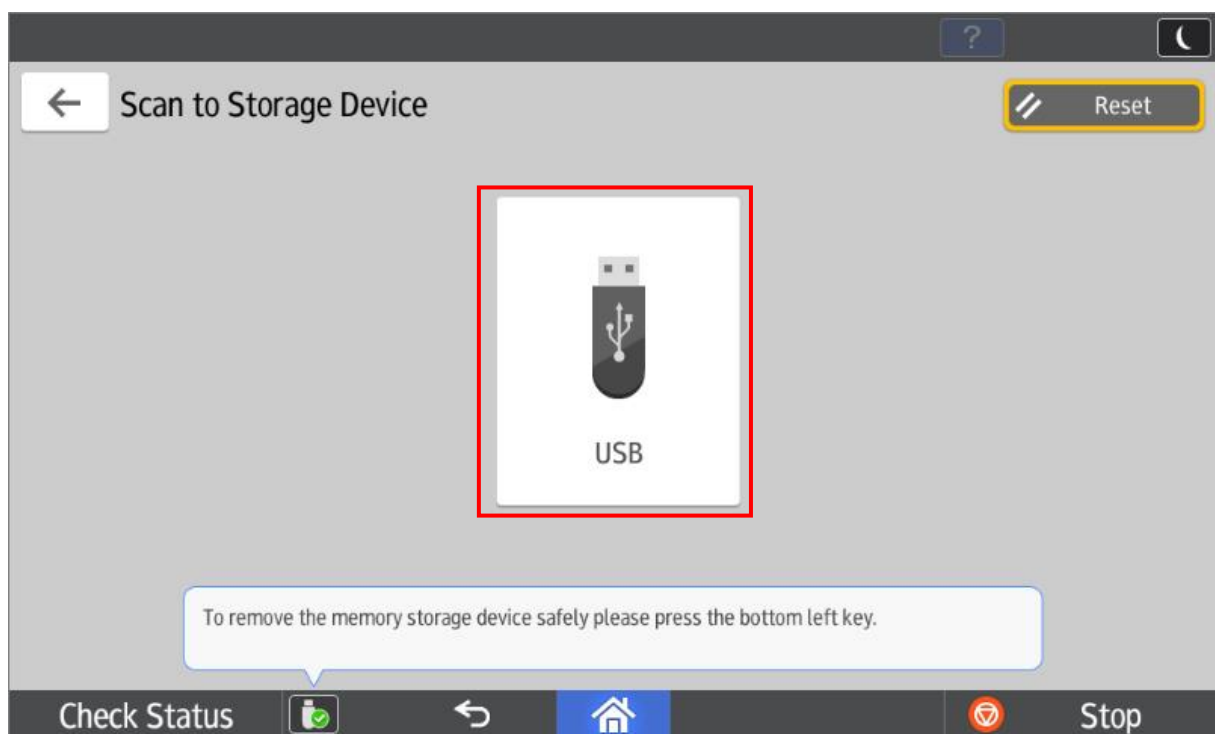 ?
Scan to Storage Device
Reset
USB
To remove the memory storage device safely please press the bottom left key.
Check Status
Stop